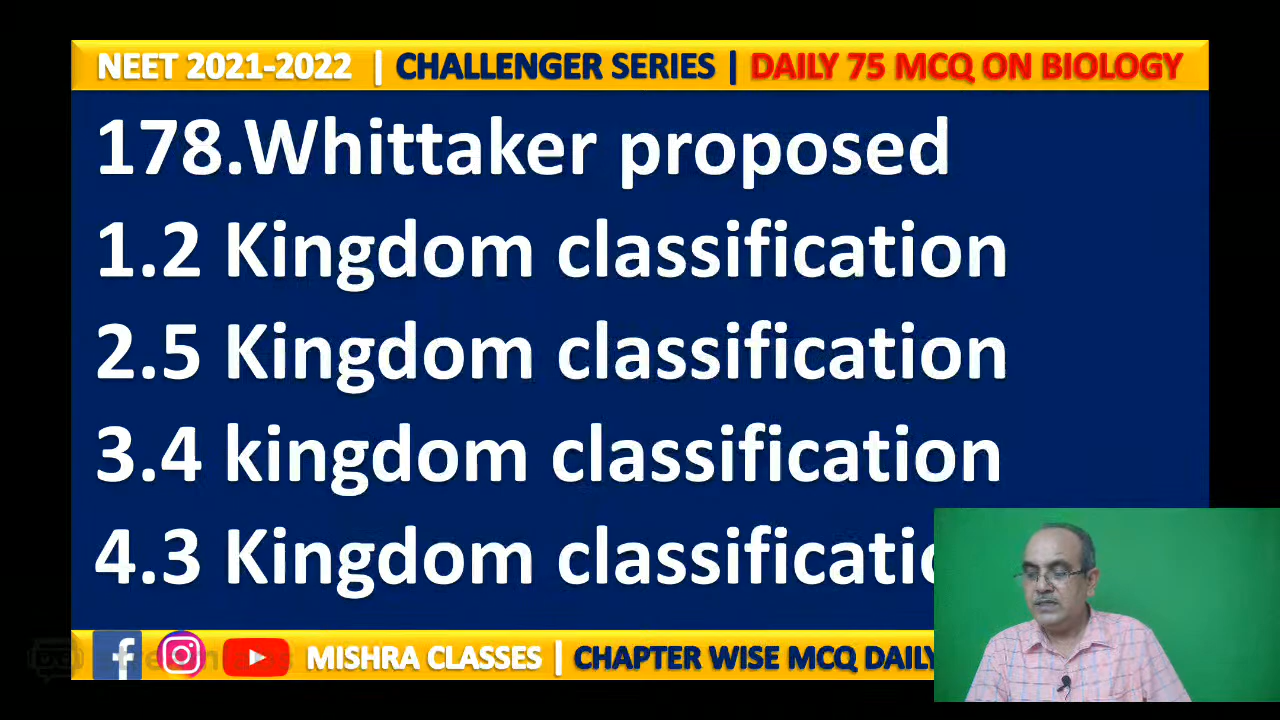 NEET 2021-2022 | CHALLENGER SERIES | DAILY 75 MCQ ON BIOLOGY
178.Whittaker proposed
1.2 Kingdom classification
2.5 Kingdom classification
3.4 kingdom classification
4.3 Kingdom classificatio
MISHRA CLASSES | CHAPTER WISE MCQ DAILY